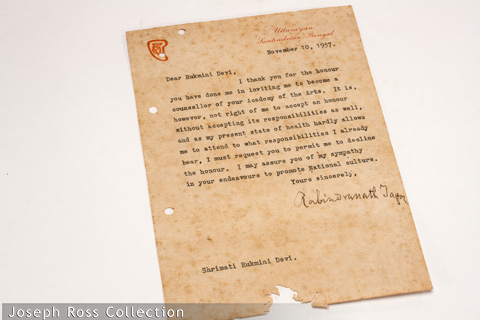 Uttarayan
Santiniketan, Bengal
November 10, 1937.
Dear Rukmini Devi,
I thank you for the honour
you have done me in inviting me to become a
counsellor of your Academy of the Arts. It is,
however, not right of me to accept an honour
without accepting its responsibilities as well,
and as my present state of health hardly allows
me to attend to what responsibilities I already
bear, I must request you to permit me to decline
the honour. I may assure you of my sympathy
in your endeavours to promote National culture.
Yours sincerely,
Rabindranath Tagore
Shrimati Rukmini Devi.
Joseph Ross Collection